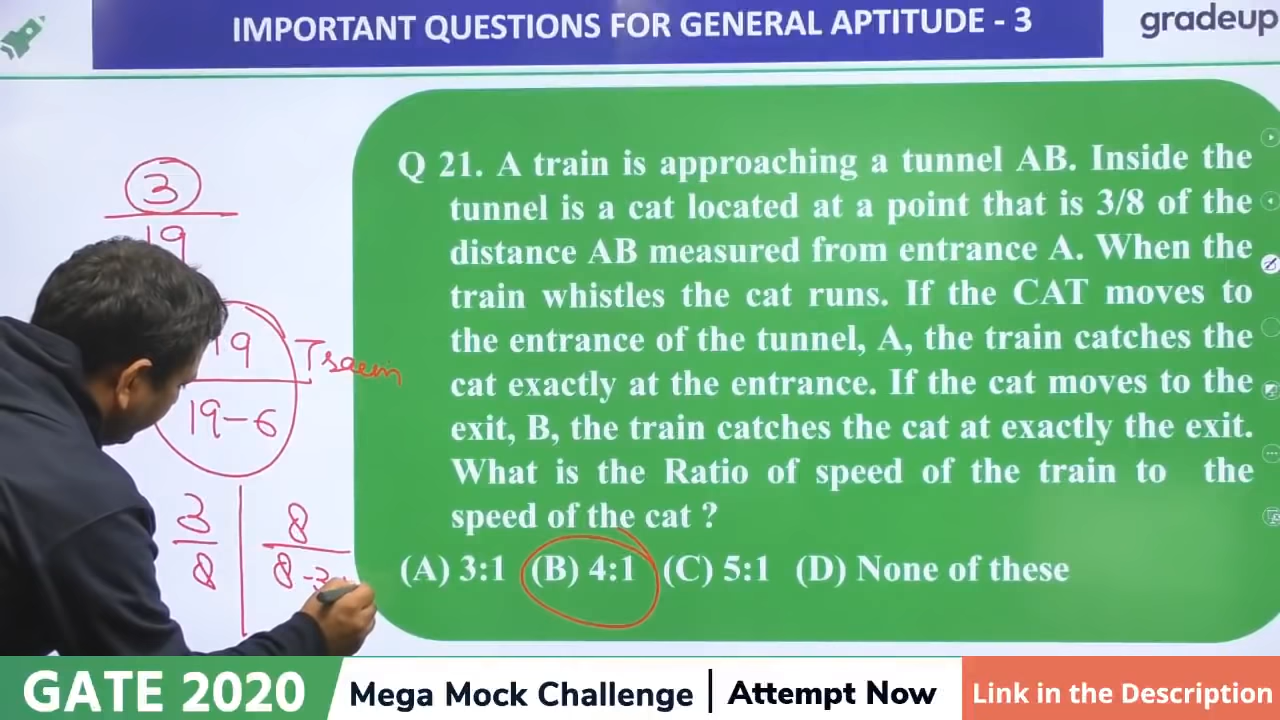 IMPORTANT QUESTIONS FOR GENERAL APTITUDE - 3
gradeup
3
19
19
19-6
Train
3
8
8
8-3
Q 21. A train is approaching a tunnel AB. Inside the
tunnel is a cat located at a point that is 3/8 of the
distance AB measured from entrance A. When the
train whistles the cat runs. If the CAT moves to
the entrance of the tunnel, A, the train catches the
cat exactly at the entrance. If the cat moves to the
exit, B, the train catches the cat at exactly the exit.
What is the Ratio of speed of the train to the
speed of the cat ?
(A) 3:1 (B) 4:1 (C) 5:1 (D) None of these
GATE 2020
Mega Mock Challenge
Attempt Now
Link in the Description